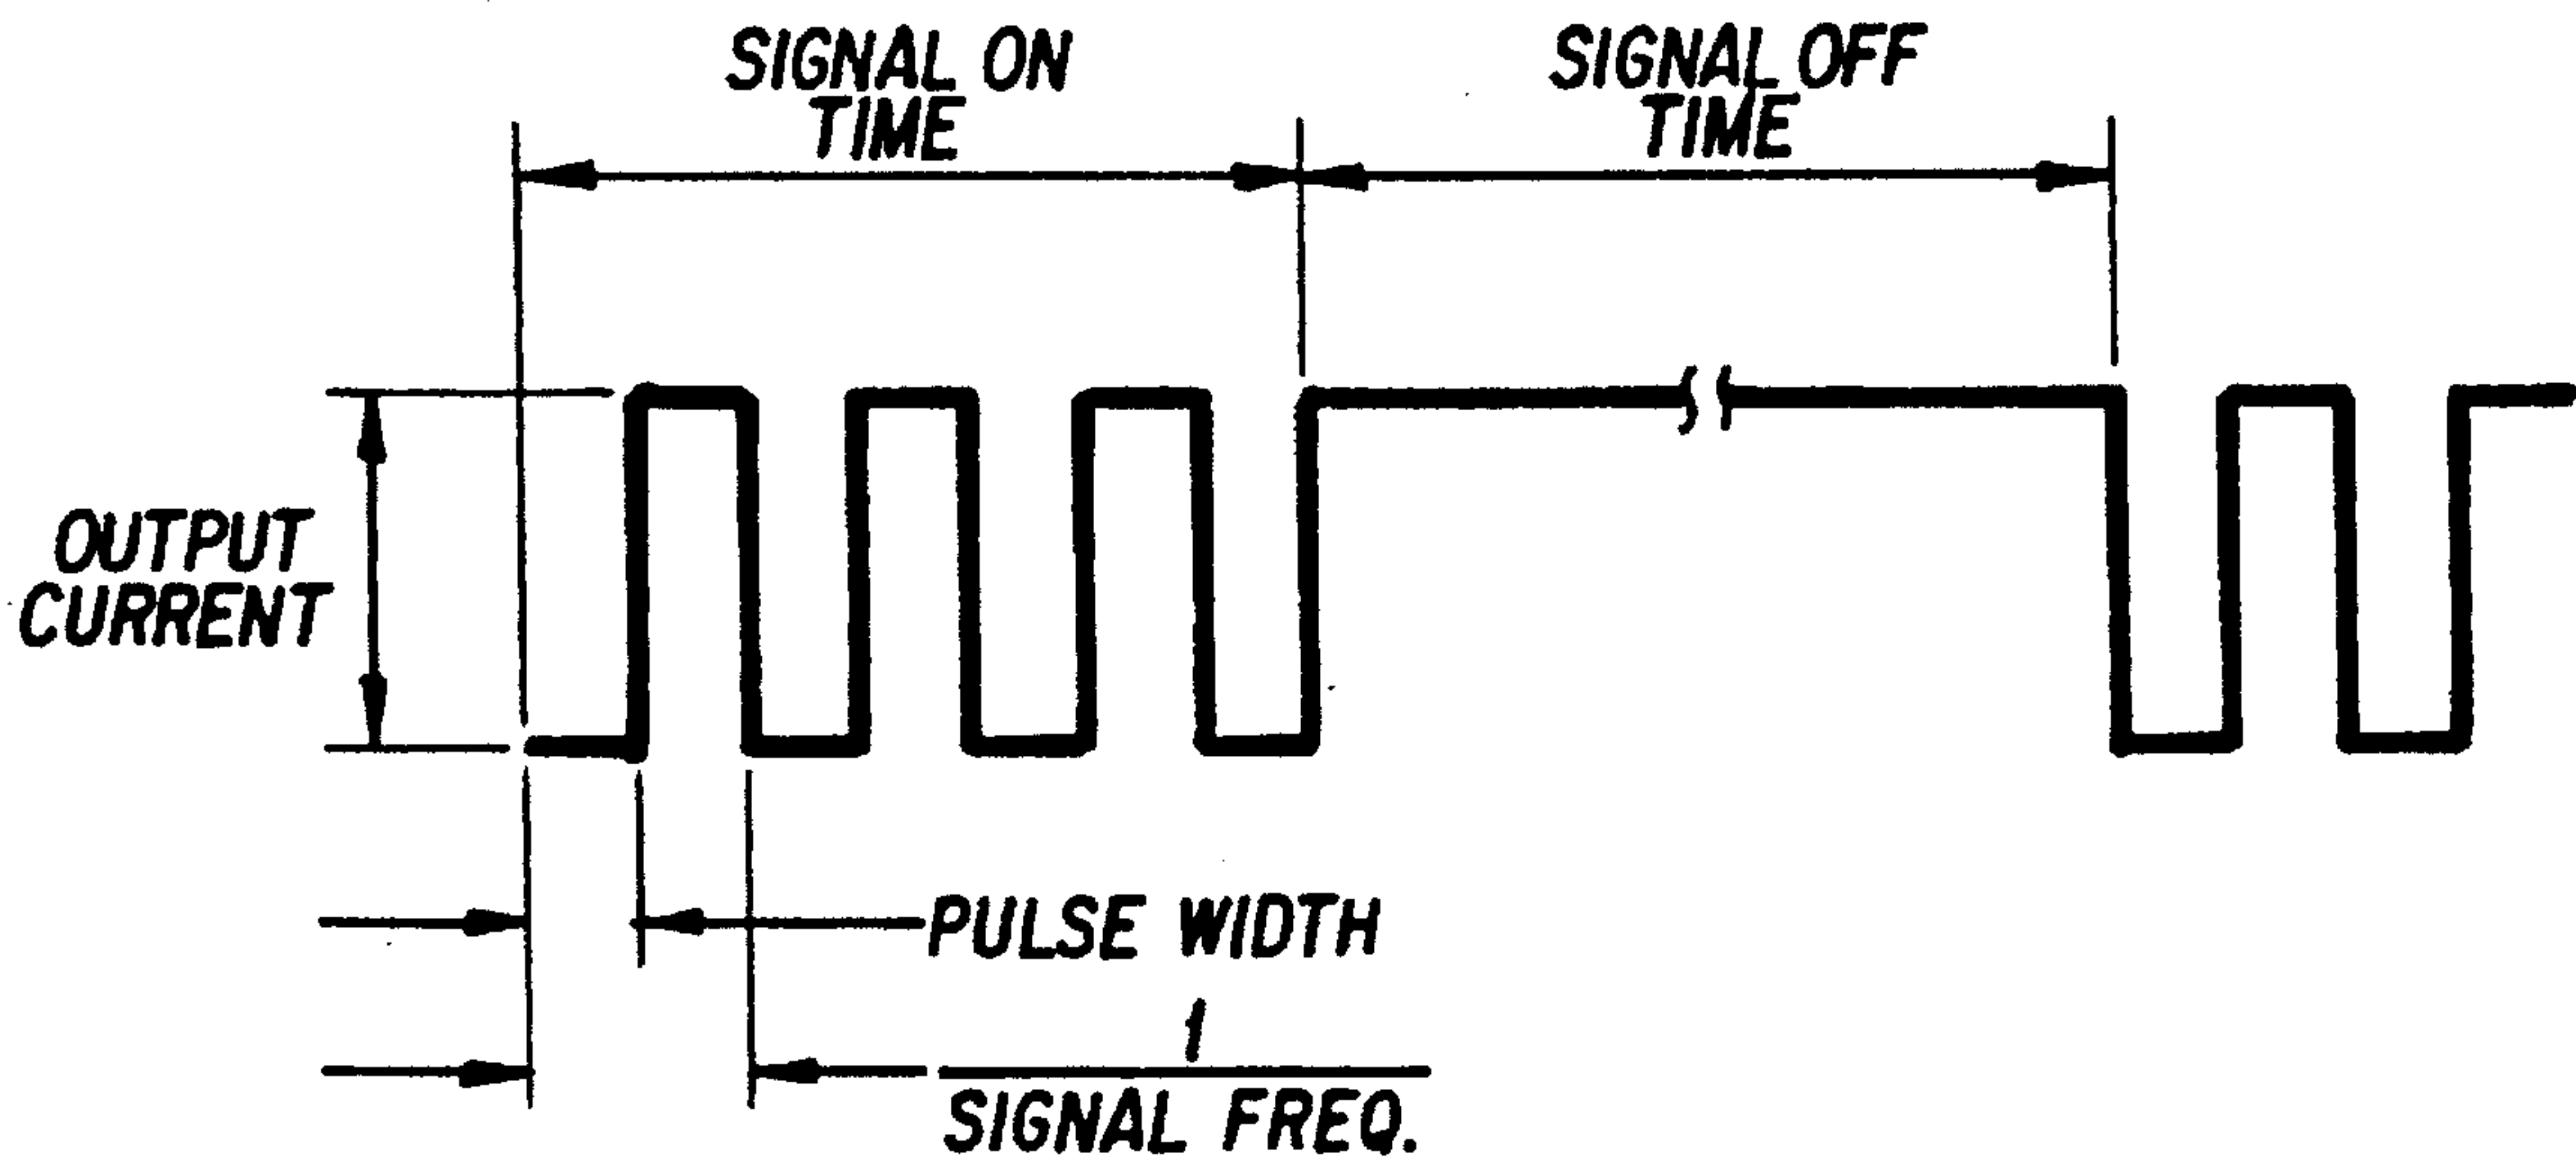 SIGNAL ON
TIME
SIGNAL OFF
TIME
OUTPUT
CURRENT
PULSE WIDTH
1
SIGNAL FREQ.